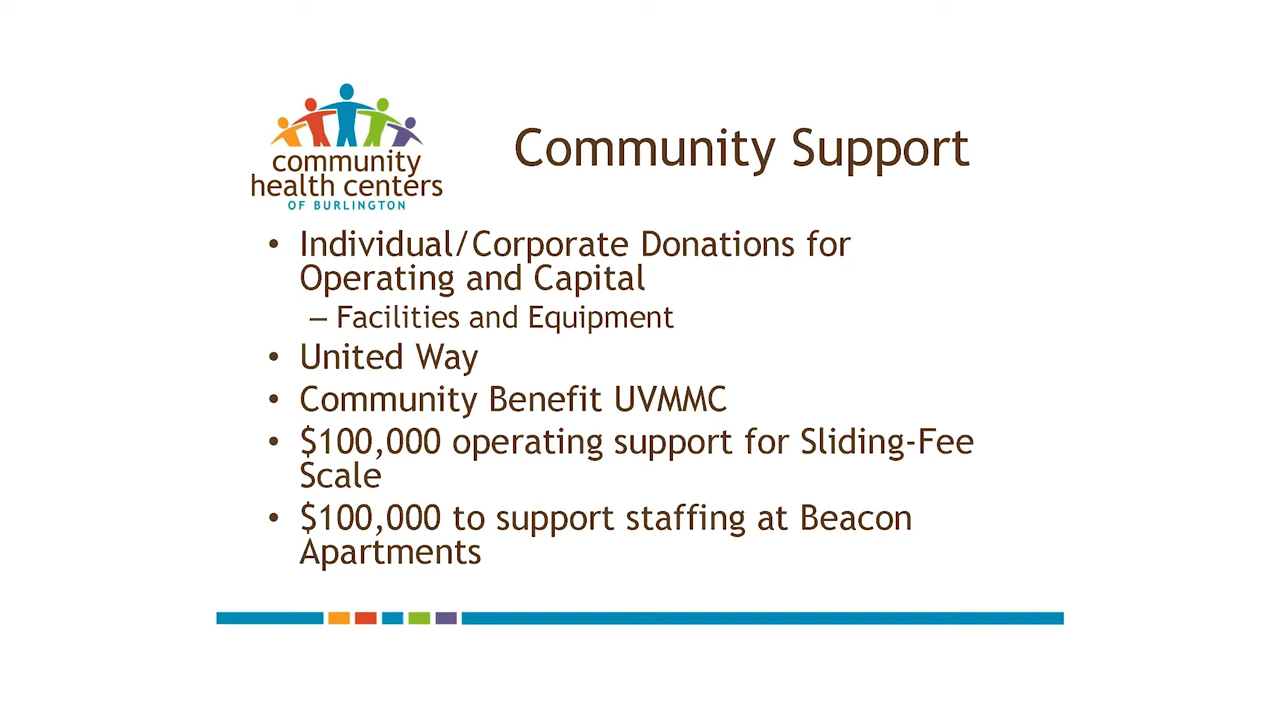 community
health centers
OF BURLINGTON
Community Support
• Individual/Corporate Donations for
Operating and Capital
– Facilities and Equipment
• United Way
• Community Benefit UVMMC
• $100,000 operating support for Sliding-Fee
Scale
• $100,000 to support staffing at Beacon
Apartments